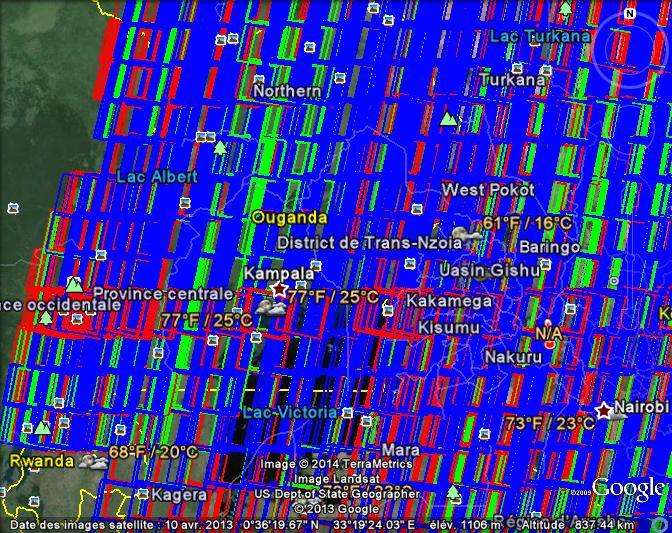 N
Lac Turkana
Turkana
Northern
Lac Albert
West Pokot
Ouganda
61°F / 16°C
District de Trans-Nzoia
Baringo
Uasin Gishu
Kampala
77°F / 25°C
Province centrale
ce occidentale
Kakamega
77°F / 25°C
Kisumu
N/A
Nakuru
Lac Victoria
Nairobi
73°F / 23°C
Mara
68°F / 20°C
Rwanda
Image © 2014 TerraMetrics
Image Landsat
Kagera
US Dept of State Geographer
© 2013 Google
©2009 Google
Date des images satellite : 10 avr. 2013 0°36'19.67" N 33°19'24.03" E élév. 1106 m Altitude 837.44 km